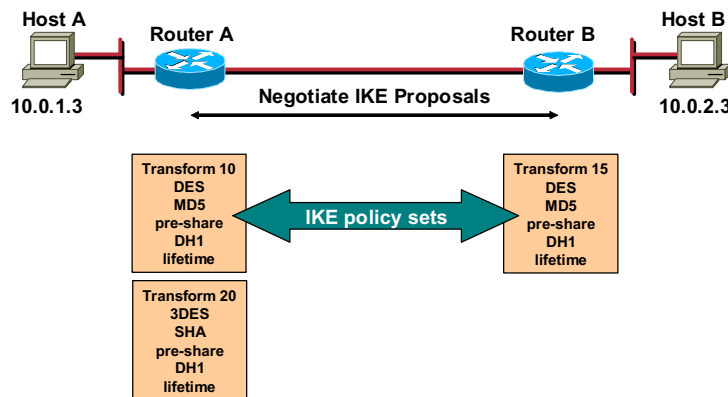 Host A
Host B
Router A
Router B
10.0.1.3
10.0.2.3
Negotiate IKE Proposals
Transform 10
DES
MD5
pre-share
DH1
lifetime
IKE policy sets
Transform 15
DES
MD5
pre-share
DH1
lifetime
Transform 20
3DES
SHA
pre-share
DH1
lifetime